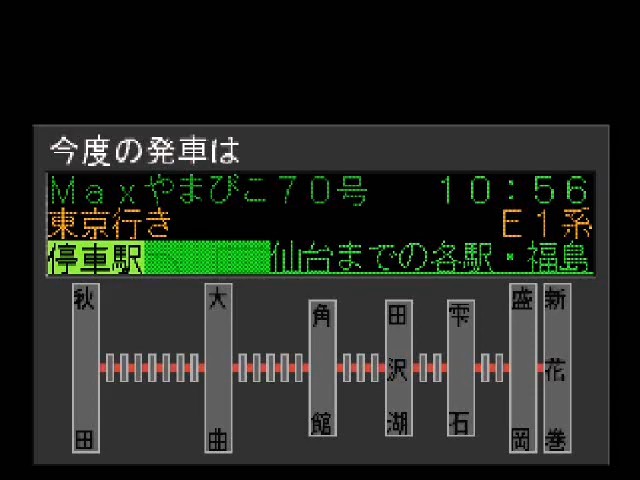 今度の発車は
Maxやまびこ70号 10:56
東京行き E1系
停車駅 仙台までの各駅・福島
秋田
大曲
角館
田沢湖
雫石
盛岡
新花巻